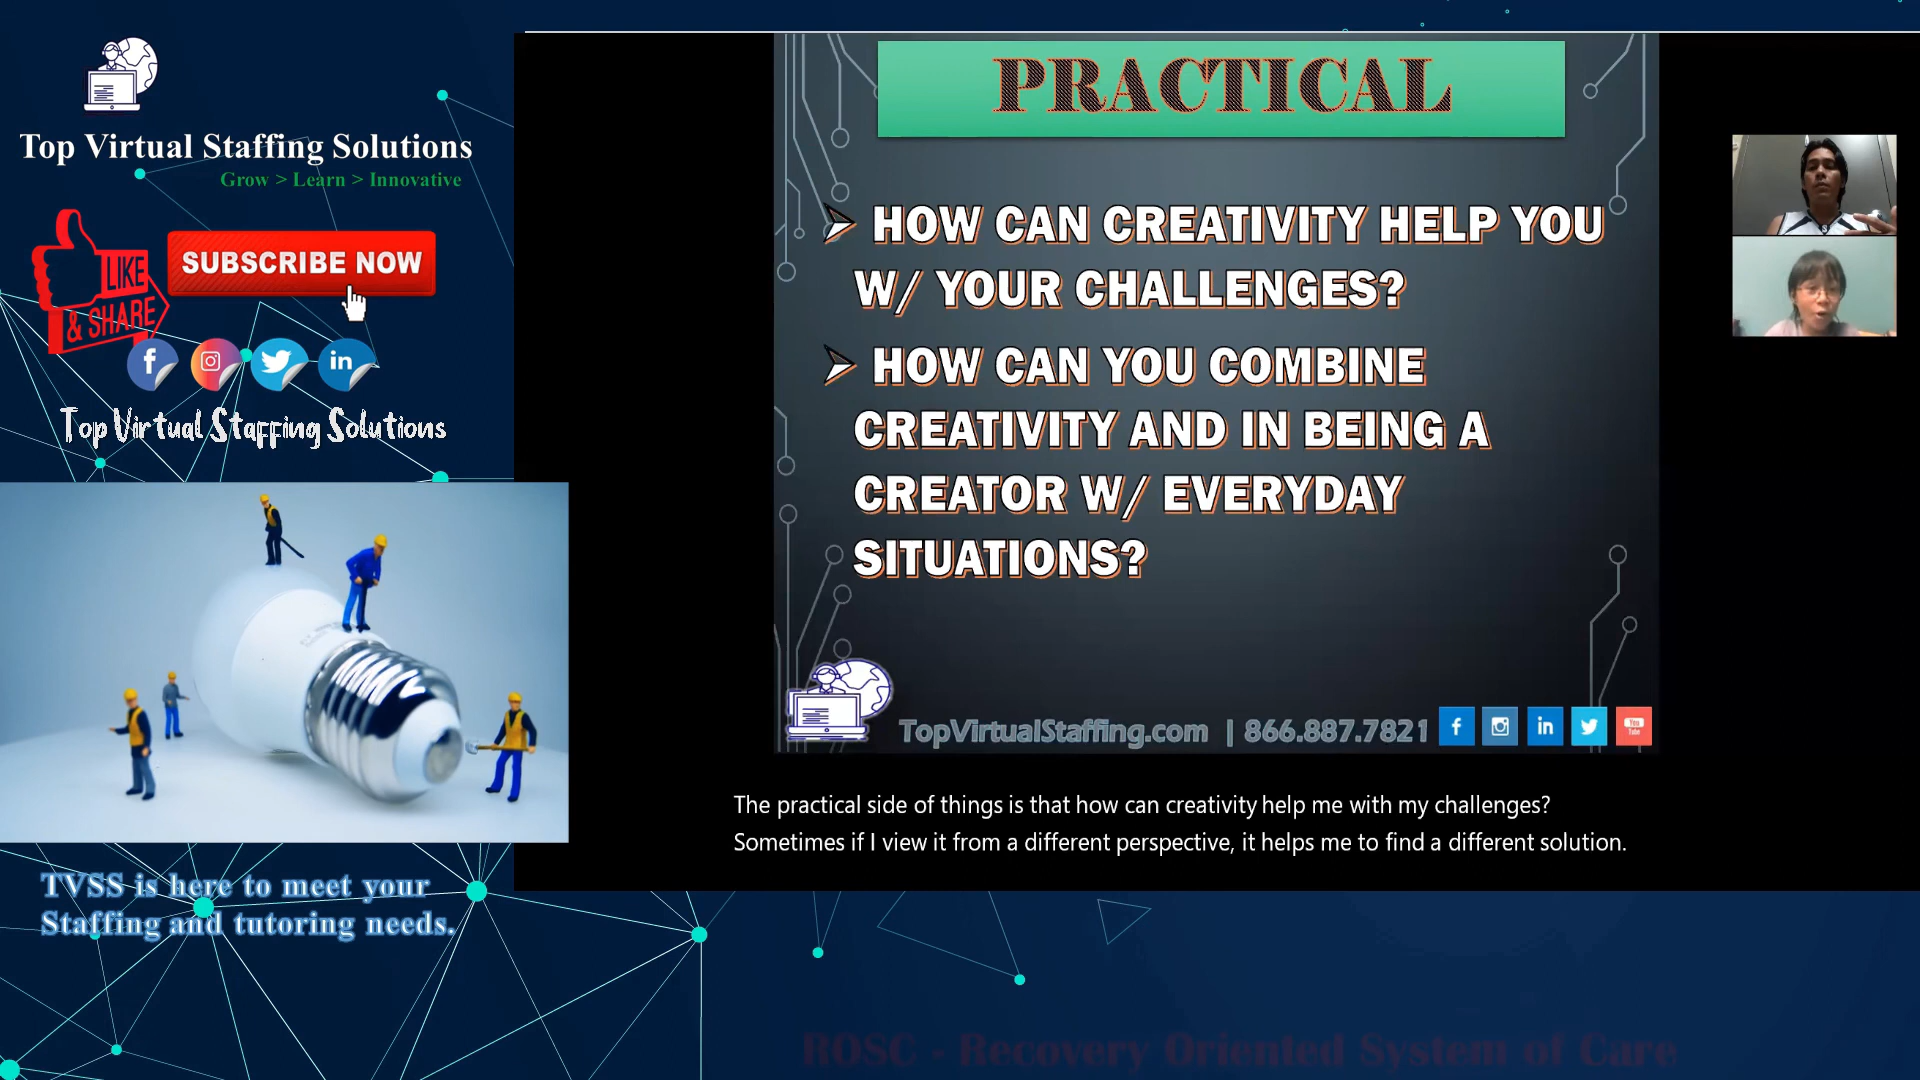 Top Virtual Staffing Solutions
Grow > Learn > Innovative
LIKE
& SHARE
SUBSCRIBE NOW
Top Virtual Staffing Solutions
TVSS is here to meet your
Staffing and tutoring needs.
PRACTICAL
HOW CAN CREATIVITY HELP YOU
W/ YOUR CHALLENGES?
HOW CAN YOU COMBINE
CREATIVITY AND IN BEING A
CREATOR W/ EVERYDAY
SITUATIONS?
TopVirtualStaffing.com | 866.887.7821
You
Tube
The practical side of things is that how can creativity help me with my challenges?
Sometimes if I view it from a different perspective, it helps me to find a different solution.
ROSC - Recovery Oriented System of Care